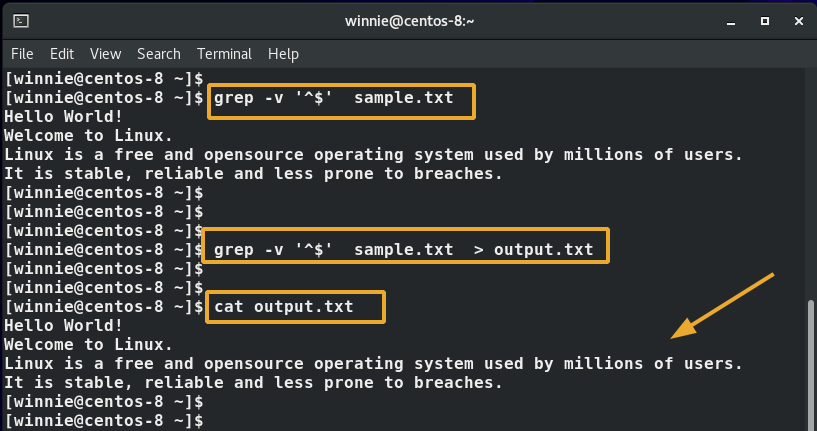 winnie@centos-8:~
File Edit View Search Terminal Help
[winnie@centos-8 ~]$
[winnie@centos-8 ~]$ grep -v '^$'  sample.txt
Hello World!
Welcome to Linux.
Linux is a free and opensource operating system used by millions of users.
It is stable, reliable and less prone to breaches.
[winnie@centos-8 ~]$
[winnie@centos-8 ~]$
[winnie@centos-8 ~]$
[winnie@centos-8 ~]$ grep -v '^$'  sample.txt  > output.txt
[winnie@centos-8 ~]$
[winnie@centos-8 ~]$
[winnie@centos-8 ~]$ cat output.txt
Hello World!
Welcome to Linux.
Linux is a free and opensource operating system used by millions of users.
It is stable, reliable and less prone to breaches.
[winnie@centos-8 ~]$
[winnie@centos-8 ~]$